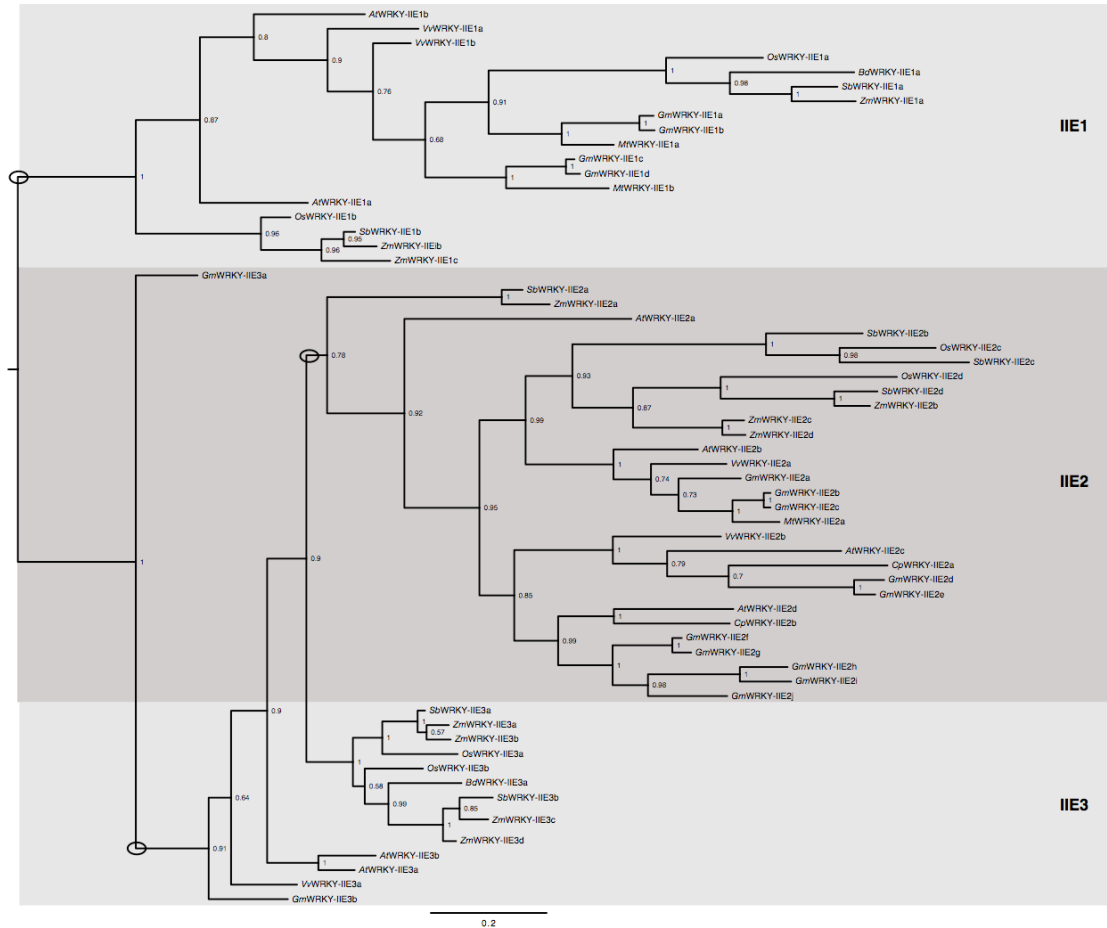 AtWRKY-IIE1b
0.8
VvWRKY-IIE1a
VvWRKY-IIE1b
0.9
OsWRKY-IIE1a
1
BdWRKY-IIE1a
0.98
SbWRKY-IIE1a
1
ZmWRKY-IIE1a
0.76
0.91
GmWRKY-IIE1a
1
GmWRKY-IIE1b
0.87
1
MtWRKY-IIE1a
IIE1
0.68
GmWRKY-IIE1c
1
GmWRKY-IIE1d
1
1
MtWRKY-IIE1b
AtWRKY-IIE1a
OsWRKY-IIE1b
0.96
SbWRKY-IIE1b
0.95
ZmWRKY-IIEib
0.96
ZmWRKY-IIE1c
GmWRKY-IIE3a
SbWRKY-IIE2a
1
ZmWRKY-IIE2a
AtWRKY-IIE2a
SbWRKY-IIE2b
1
OsWRKY-IIE2c
0.98
SbWRKY-IIE2c
0.78
0.93
OsWRKY-IIE2d
1
SbWRKY-IIE2d
1
ZmWRKY-IIE2b
0.87
0.92
0.99
ZmWRKY-IIE2c
1
ZmWRKY-IIE2d
AtWRKY-IIE2b
1
VvWRKY-IIE2a
0.74
GmWRKY-IIE2a
IIE2
0.73
GmWRKY-IIE2b
1
GmWRKY-IIE2c
1
MtWRKY-IIE2a
0.95
VvWRKY-IIE2b
1
AtWRKY-IIE2c
0.79
CpWRKY-IIE2a
0.7
GmWRKY-IIE2d
1
GmWRKY-IIE2e
1
0.9
0.85
AtWRKY-IIE2d
1
CpWRKY-IIE2b
0.99
GmWRKY-IIE2f
1
GmWRKY-IIE2g
1
GmWRKY-IIE2h
1
GmWRKY-IIE2i
0.98
GmWRKY-IIE2j
0.9
SbWRKY-IIE3a
1
ZmWRKY-IIE3a
0.57
ZmWRKY-IIE3b
1
OsWRKY-IIE3a
1
OsWRKY-IIE3b
0.58
BdWRKY-IIE3a
0.99
SbWRKY-IIE3b
0.85
ZmWRKY-IIE3c
1
ZmWRKY-IIE3d
IIE3
0.64
0.91
AtWRKY-IIE3b
1
AtWRKY-IIE3a
VvWRKY-IIE3a
GmWRKY-IIE3b
0.2